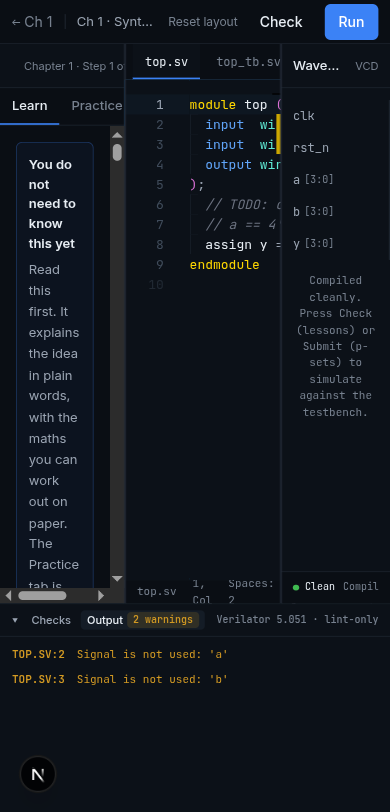 ← Ch 1 Ch 1 · Synt... Reset layout Check Run
Chapter 1 · Step 1 o
Learn Practice
You do
not
need to
know
this yet
Read
this
first. It
explains
the idea
in plain
words,
with the
maths
you can
work
out on
paper.
The
Practice
tab is
top.sv top_tb.sv
1 module top (
2 input wi
3 input wi
4 output wir
5 );
6 // TODO:
7 // a == 4'
8 assign y =
9 endmodule
10
top.sv 1, Col Spaces: 2
Wave... VCD
clk
rst_n
a [3:0]
b [3:0]
y [3:0]
Compiled
cleanly.
Press Check
(lessons) or
Submit (p-
sets) to
simulate
against the
testbench.
Clean Compil
Checks Output 2 warnings Verilator 5.051 · lint-only
TOP.SV:2 Signal is not used: 'a'
TOP.SV:3 Signal is not used: 'b'
N